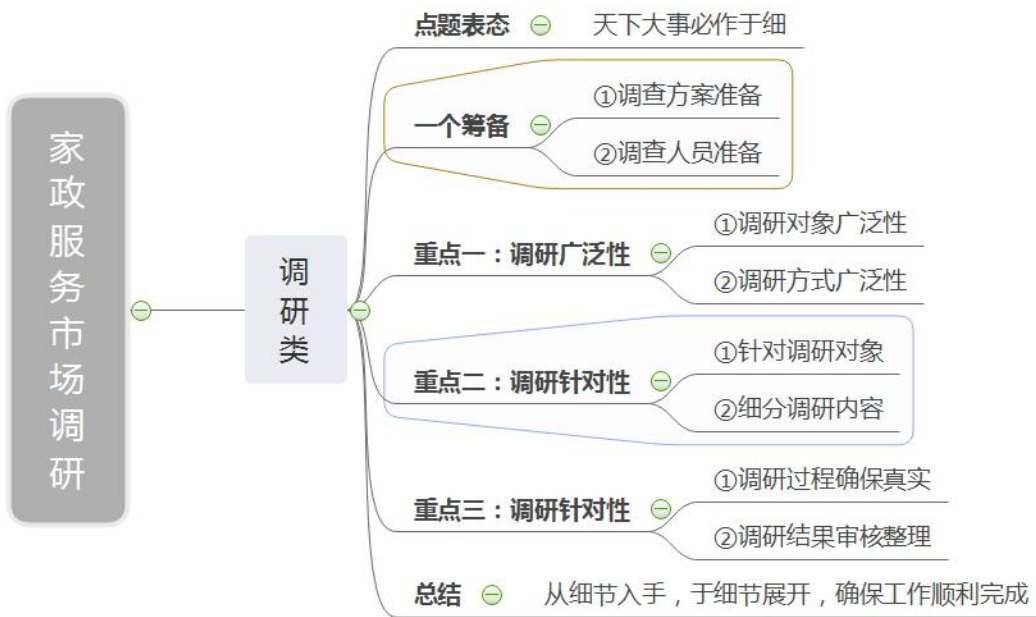 家政服务市场调研
调研类
点题表态
天下大事必作于细
一个筹备
①调查方案准备
②调查人员准备
重点一：调研广泛性
①调研对象广泛性
②调研方式广泛性
重点二：调研针对性
①针对调研对象
②细分调研内容
重点三：调研针对性
①调研过程确保真实
②调研结果审核整理
总结
从细节入手，于细节展开，确保工作顺利完成